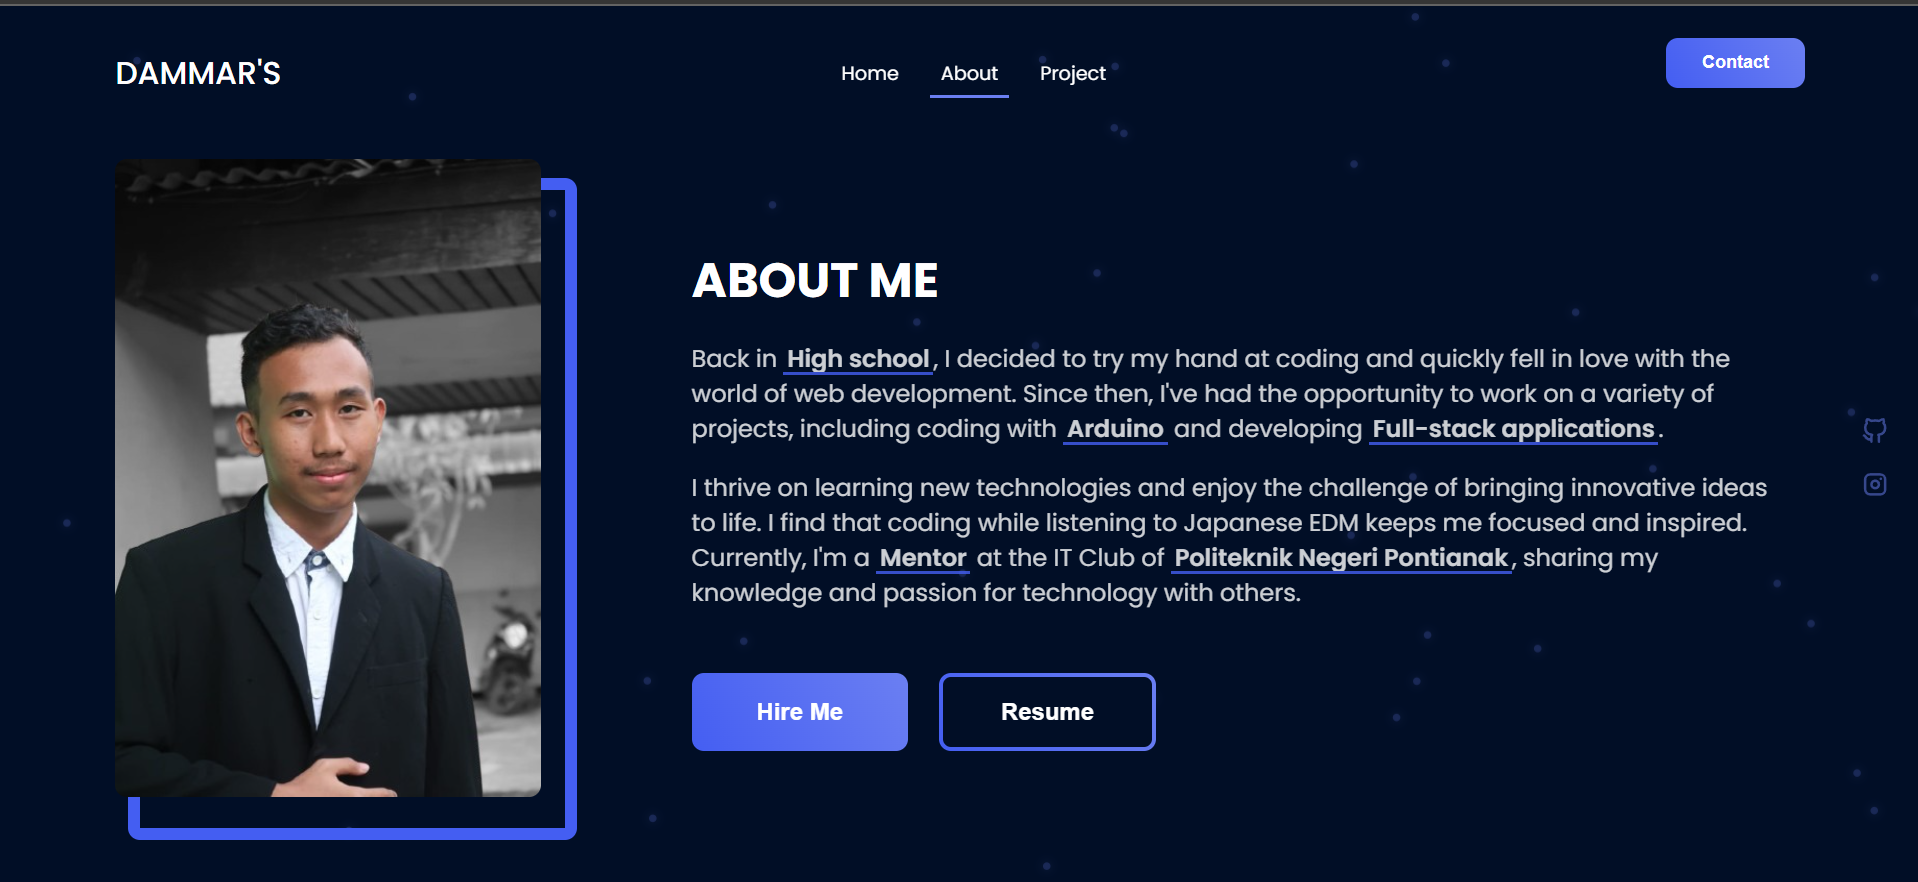 DAMMAR'S
Home
About
Project
Contact
ABOUT ME
Back in High school, I decided to try my hand at coding and quickly fell in love with the
world of web development. Since then, I've had the opportunity to work on a variety of
projects, including coding with Arduino and developing Full-stack applications.
I thrive on learning new technologies and enjoy the challenge of bringing innovative ideas
to life. I find that coding while listening to Japanese EDM keeps me focused and inspired.
Currently, I'm a Mentor at the IT Club of Politeknik Negeri Pontianak, sharing my
knowledge and passion for technology with others.
Hire Me
Resume